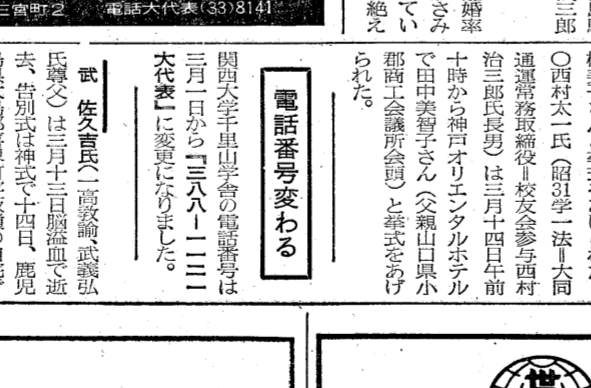 三郎
婚率
さみ
てい
絶え
三宮町2 電話大代表(33)8141
〇西村太一氏(昭31学一法=大同
通運常務取締役=校友会参与西村
治三郎氏長男)は三月十四日午前
十時から神戸オリエンタルホテル
で田中美智子さん(父親山口県小
郡商工会議所会頭)と挙式をあげ
られた。
電話番号変わる
関西大学千里山学舎の電話番号は
三月一日から『三八八―一一二一
大代表』に変更になりました。
武 佐久吉氏(一高教諭、武義弘
氏尊父)は三月十三日脳溢血で逝
去、告別式は神式で十四日、鹿児
世